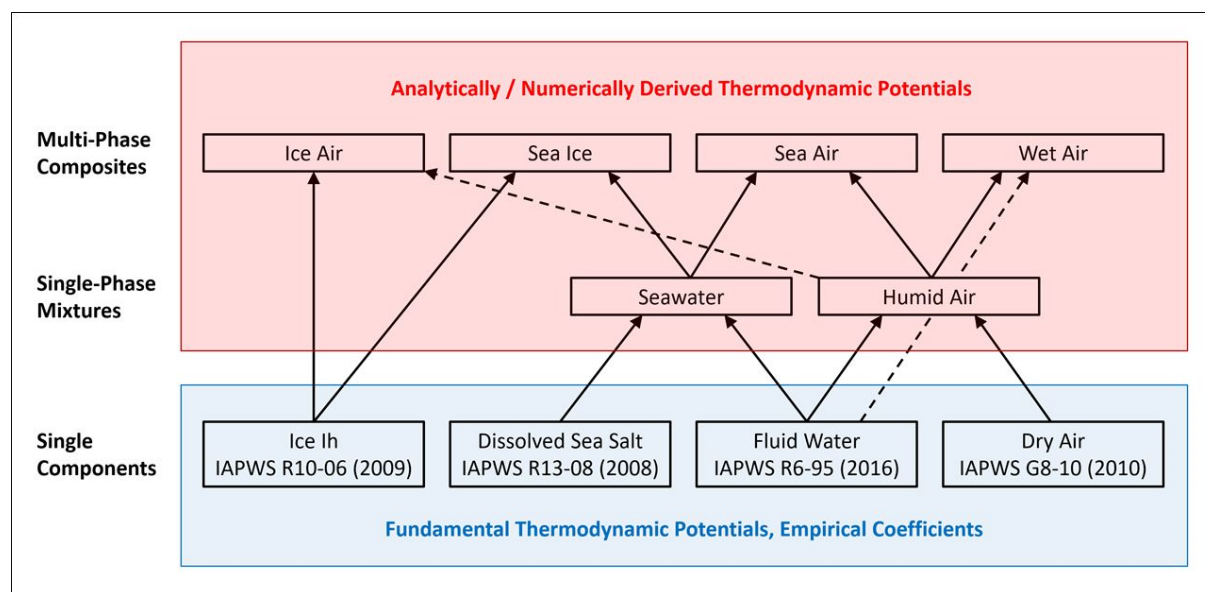 Analytically / Numerically Derived Thermodynamic Potentials
Multi-Phase
Composites
Ice Air
Sea Ice
Sea Air
Wet Air
Single-Phase
Mixtures
Seawater
Humid Air
Single
Components
Ice Ih
IAPWS R10-06 (2009)
Dissolved Sea Salt
IAPWS R13-08 (2008)
Fluid Water
IAPWS R6-95 (2016)
Dry Air
IAPWS G8-10 (2010)
Fundamental Thermodynamic Potentials, Empirical Coefficients